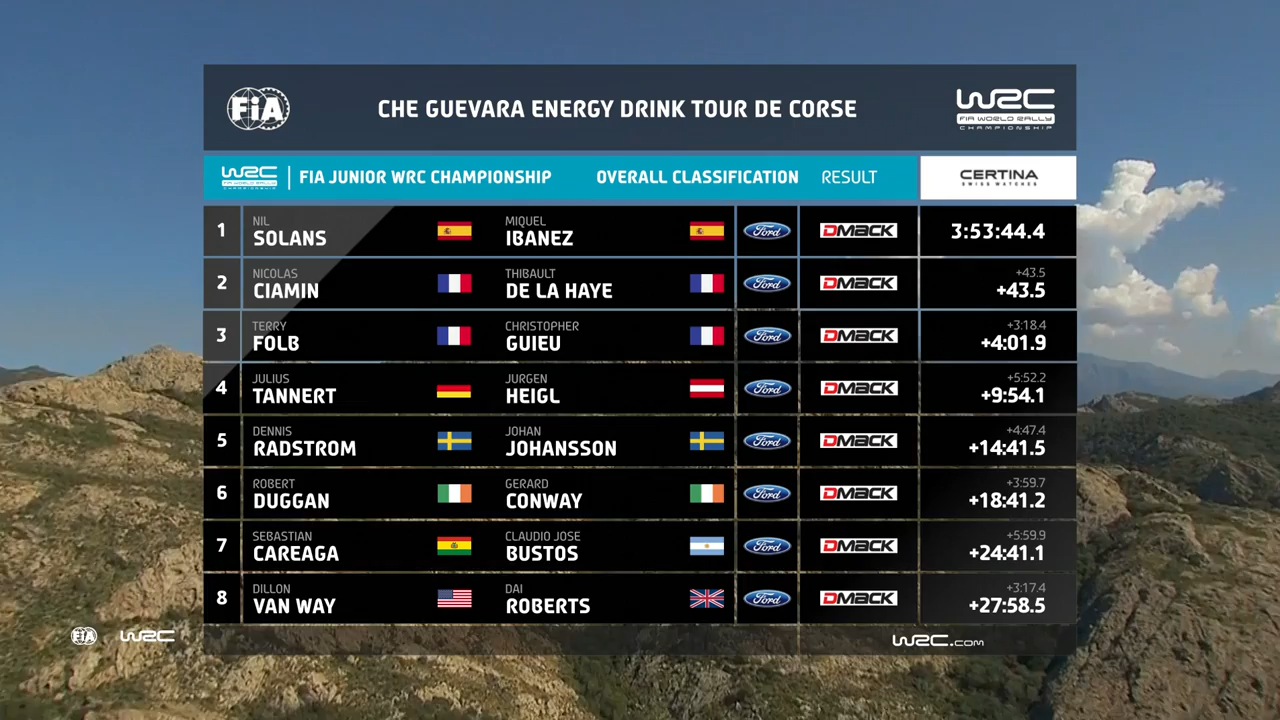 FiA
CHE GUEVARA ENERGY DRINK TOUR DE CORSE
WRC
FIA WORLD RALLY
CHAMPIONSHIP
WRC
FIA WORLD RALLY
CHAMPIONSHIP
FIA JUNIOR WRC CHAMPIONSHIP
OVERALL CLASSIFICATION RESULT
CERTINA
SWISS WATCHES
1 NIL SOLANS MIQUEL IBANEZ Ford DMACK 3:53:44.4
2 NICOLAS CIAMIN THIBAULT DE LA HAYE Ford DMACK +43.5 +43.5
3 TERRY FOLB CHRISTOPHER GUIEU Ford DMACK +3:18.4 +4:01.9
4 JULIUS TANNERT JURGEN HEIGL Ford DMACK +5:52.2 +9:54.1
5 DENNIS RADSTROM JOHAN JOHANSSON Ford DMACK +4:47.4 +14:41.5
6 ROBERT DUGGAN GERARD CONWAY Ford DMACK +3:59.7 +18:41.2
7 SEBASTIAN CAREAGA CLAUDIO JOSE BUSTOS Ford DMACK +5:59.9 +24:41.1
8 DILLON VAN WAY DAI ROBERTS Ford DMACK +3:17.4 +27:58.5
FiA WRC
WRC.COM